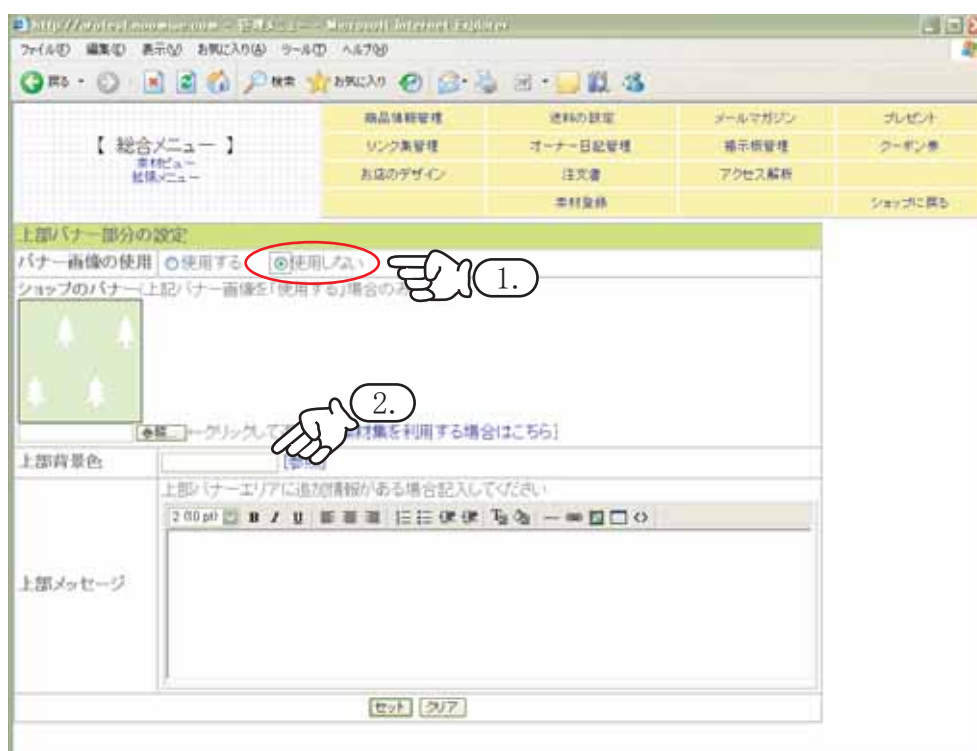 管理メニュー - Microsoft Internet Explorer
ファイル(F) 編集(E) 表示(V) お気に入り(A) ツール(T) ヘルプ(H)
戻る 検索 お気に入り
商品情報管理 送料の設定 メールマガジン プレゼント
【 総合メニュー 】 リンク集管理 オーナー日記管理 掲示板管理 クーポン券
素材ビュー
拡張メニュー お店のデザイン 注文書 アクセス解析
素材登録 ショップに戻る
上部バナー部分の設定
バナー画像の使用 使用する 使用しない
1.
ショップのバナー(上記バナー画像を「使用する」場合のみ
2.
参照... ←クリックして 素材集を利用する場合はこちら]
上部背景色 [参照]
上部バナーエリアに追加情報がある場合記入してください
2 (10 pt) B I U
上部メッセージ
セット クリア